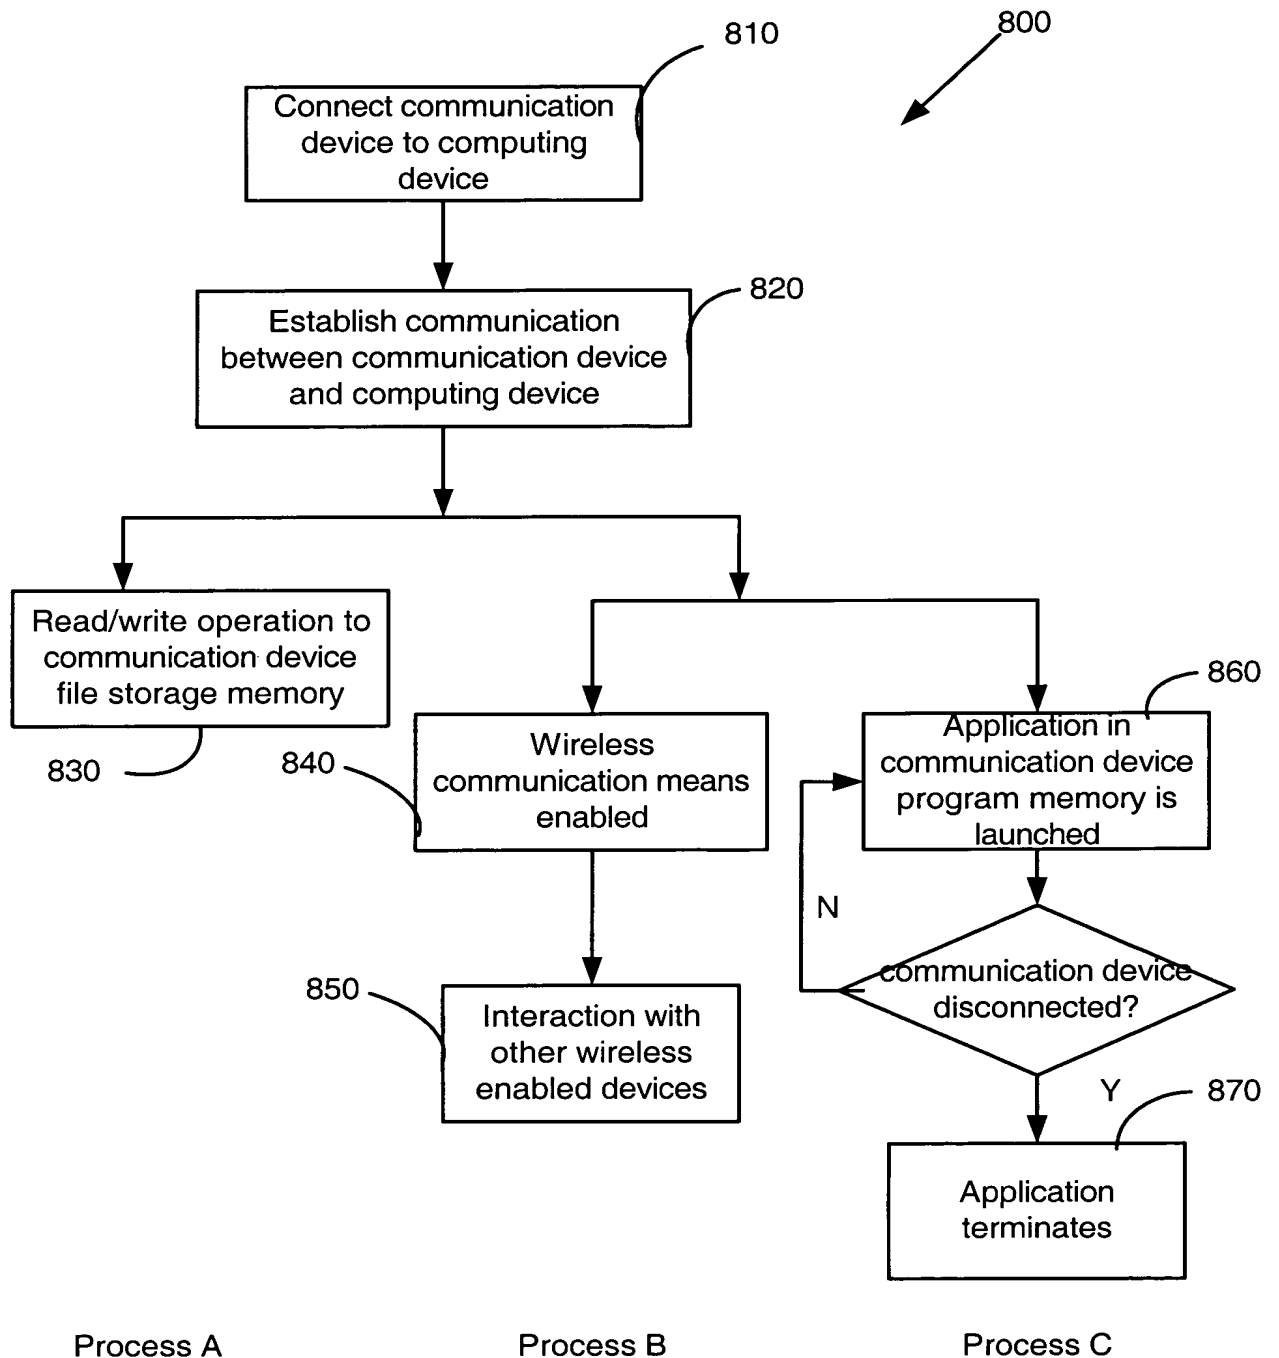 800
810
Connect communication
device to computing
device
820
Establish communication
between communication device
and computing device
Read/write operation to
communication device
file storage memory
830
840
Wireless
communication means
enabled
860
Application in
communication device
program memory is
launched
N
communication device
disconnected?
850
Interaction with
other wireless
enabled devices
Y
870
Application
terminates
Process A
Process B
Process C